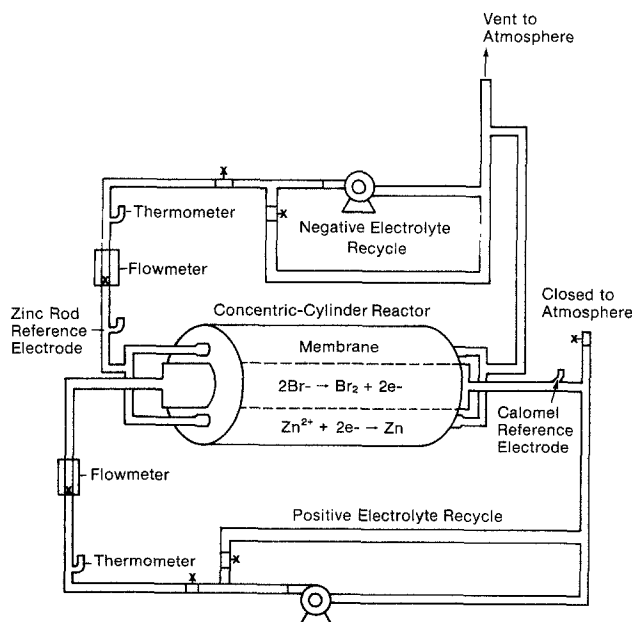 Vent to
Atmosphere
Thermometer
Negative Electrolyte
Recycle
Flowmeter
Zinc Rod
Reference
Electrode
Concentric-Cylinder Reactor
Closed to
Atmosphere
Membrane
2Br- → Br₂ + 2e-
Zn²⁺ + 2e- → Zn
Calomel
Reference
Electrode
Flowmeter
Positive Electrolyte Recycle
Thermometer